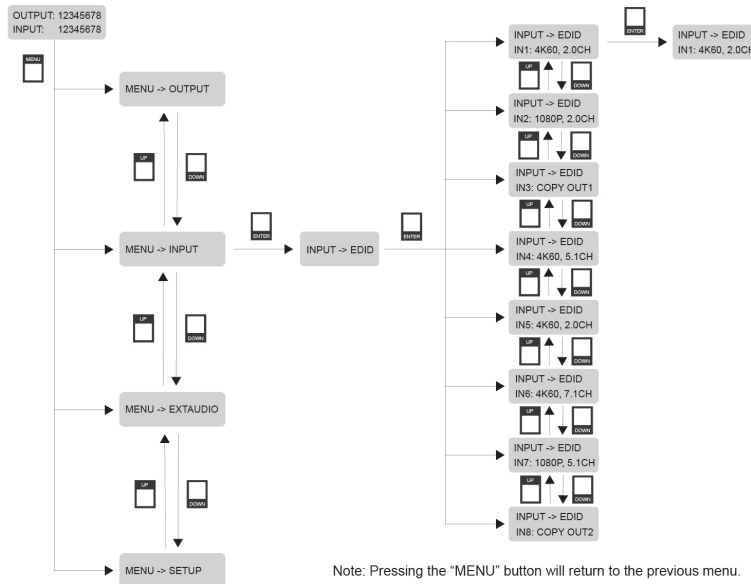 OUTPUT: 12345678
INPUT: 12345678
MENU
MENU -> OUTPUT
UP
DOWN
MENU -> INPUT
ENTER
INPUT -> EDID
ENTER
UP
DOWN
MENU -> EXTAUDIO
UP
DOWN
MENU -> SETUP
INPUT -> EDID
IN1: 4K60, 2.0CH
ENTER
INPUT -> EDID
IN1: 4K60, 2.0CH
UP
DOWN
INPUT -> EDID
IN2: 1080P, 2.0CH
UP
DOWN
INPUT -> EDID
IN3: COPY OUT1
UP
DOWN
INPUT -> EDID
IN4: 4K60, 5.1CH
UP
DOWN
INPUT -> EDID
IN5: 4K60, 2.0CH
UP
DOWN
INPUT -> EDID
IN6: 4K60, 7.1CH
UP
DOWN
INPUT -> EDID
IN7: 1080P, 5.1CH
UP
DOWN
INPUT -> EDID
IN8: COPY OUT2
Note: Pressing the “MENU” button will return to the previous menu.